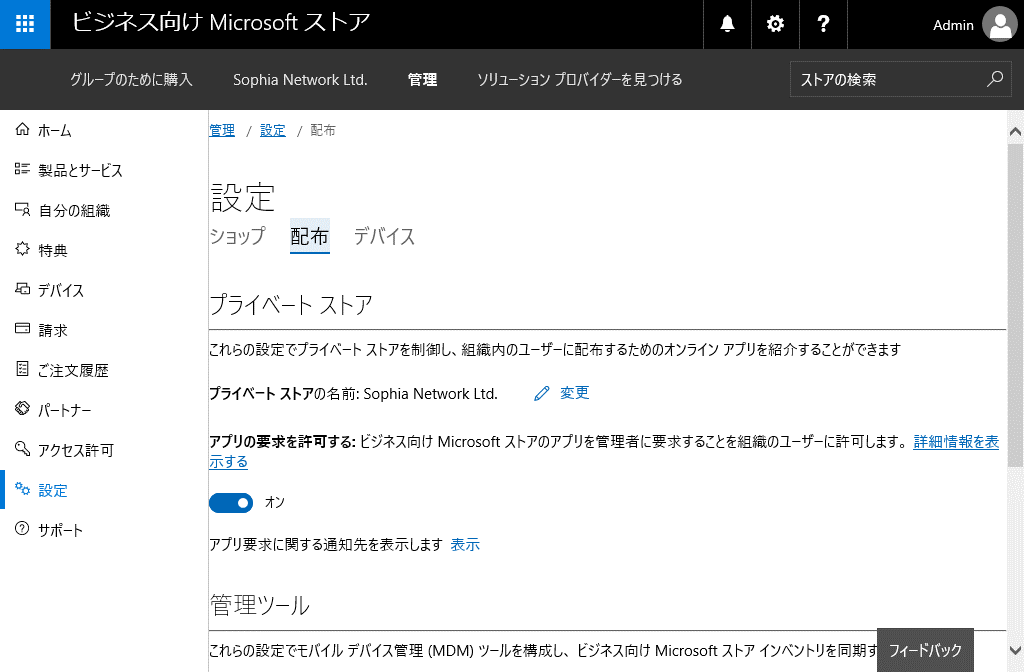 ビジネス向け Microsoft ストア
Admin
グループのために購入
Sophia Network Ltd.
管理
ソリューション プロバイダーを見つける
ストアの検索
ホーム
製品とサービス
自分の組織
特典
デバイス
請求
ご注文履歴
パートナー
アクセス許可
設定
サポート
管理 / 設定 / 配布
設定
ショップ 配布 デバイス
プライベート ストア
これらの設定でプライベート ストアを制御し、組織内のユーザーに配布するためのオンライン アプリを紹介することができます
プライベート ストアの名前: Sophia Network Ltd. 変更
アプリの要求を許可する: ビジネス向け Microsoft ストアのアプリを管理者に要求することを組織のユーザーに許可します。 詳細情報を表
示する
オン
アプリ要求に関する通知先を表示します 表示
管理ツール
これらの設定でモバイル デバイス管理 (MDM) ツールを構成し、ビジネス向け Microsoft ストア インベントリを同期す
フィードバック